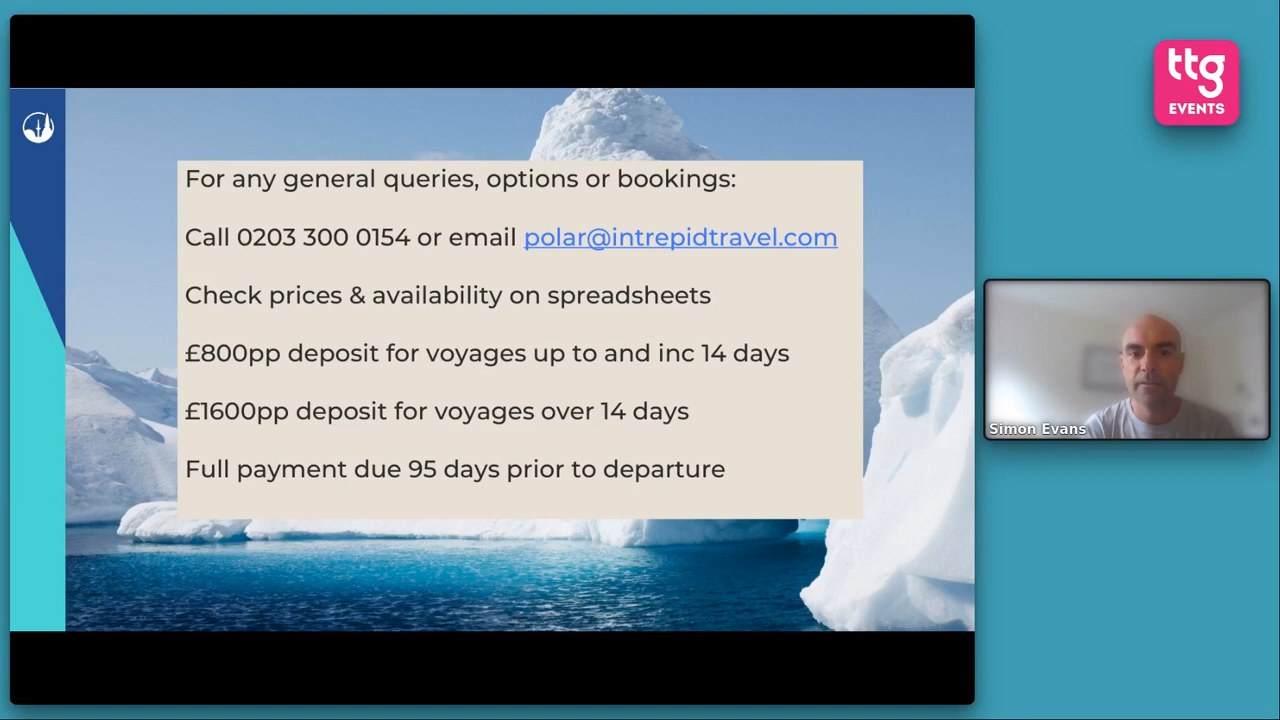 For any general queries, options or bookings:
Call 0203 300 0154 or email polar@intrepidtravel.com
Check prices & availability on spreadsheets
£800pp deposit for voyages up to and inc 14 days
£1600pp deposit for voyages over 14 days
Full payment due 95 days prior to departure
ttg
EVENTS
Simon Evans